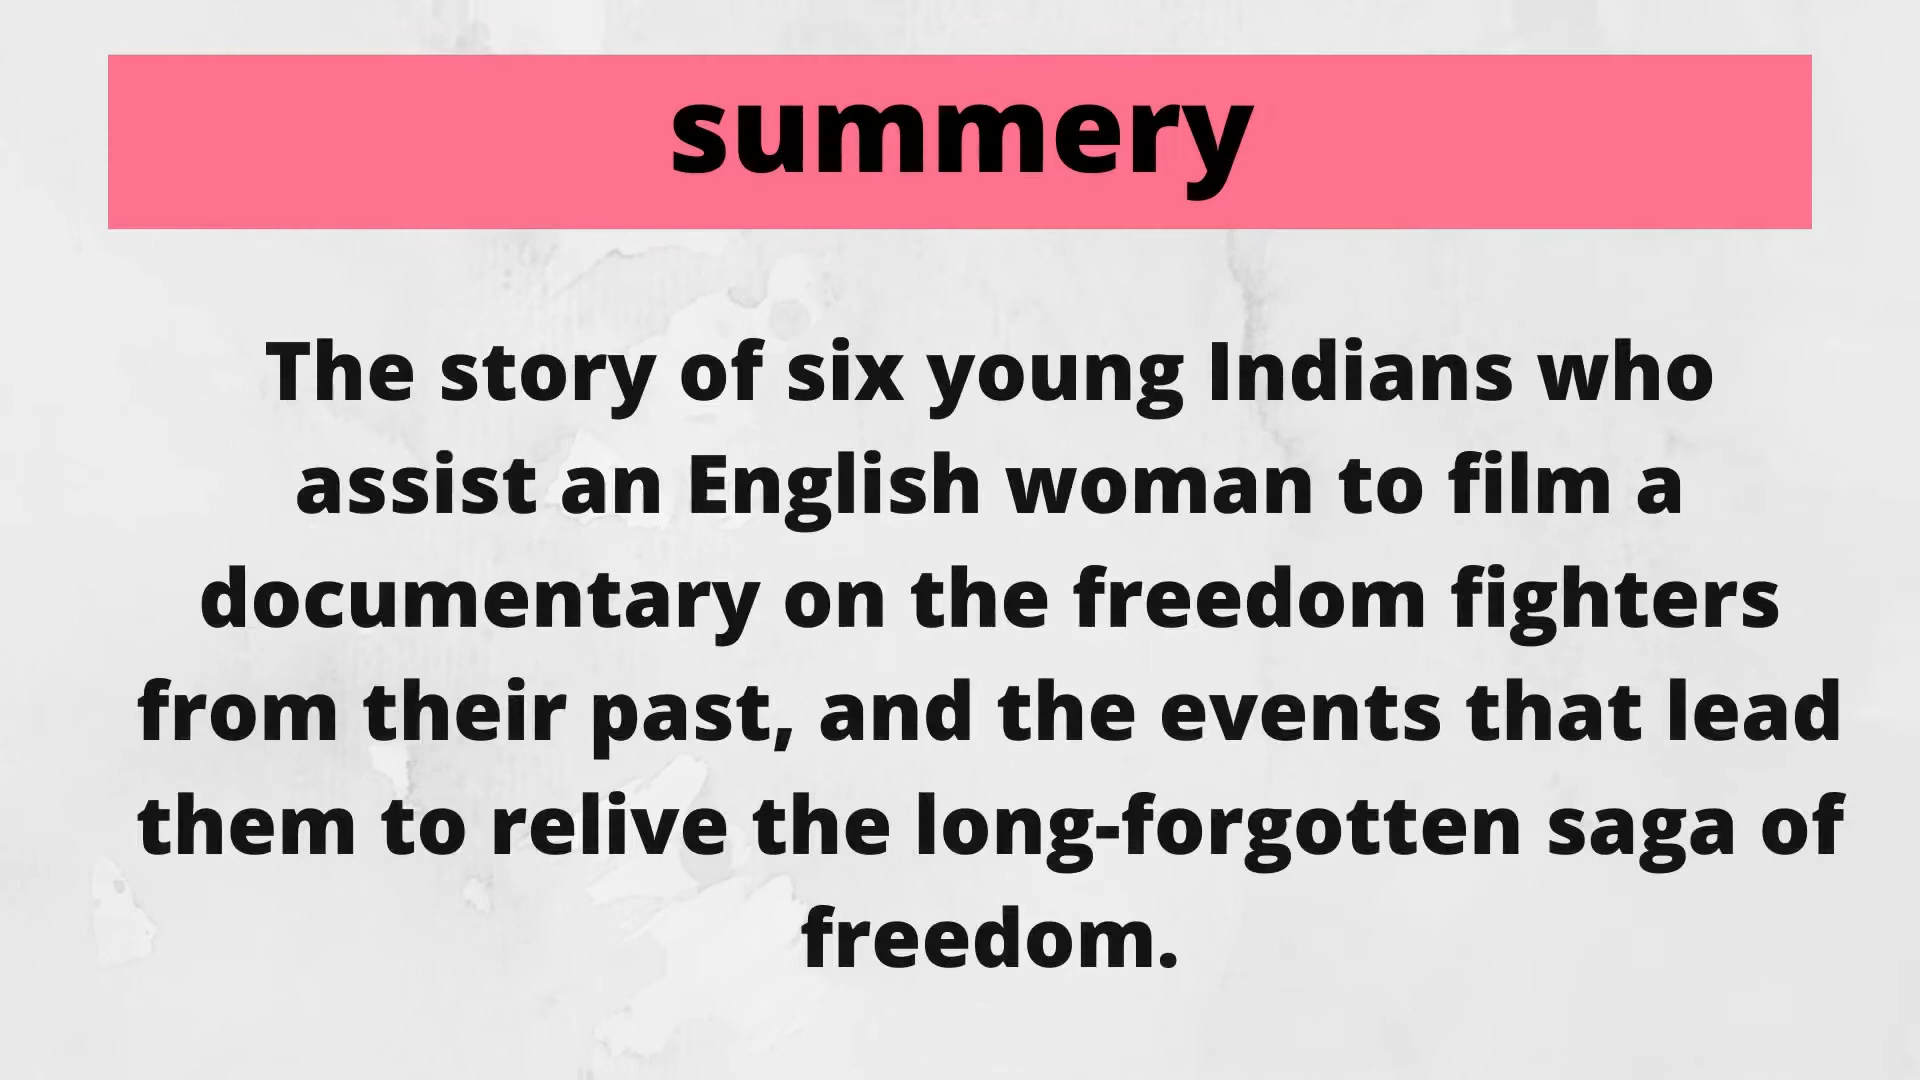 summery
The story of six young Indians who
assist an English woman to film a
documentary on the freedom fighters
from their past, and the events that lead
them to relive the long-forgotten saga of
freedom.